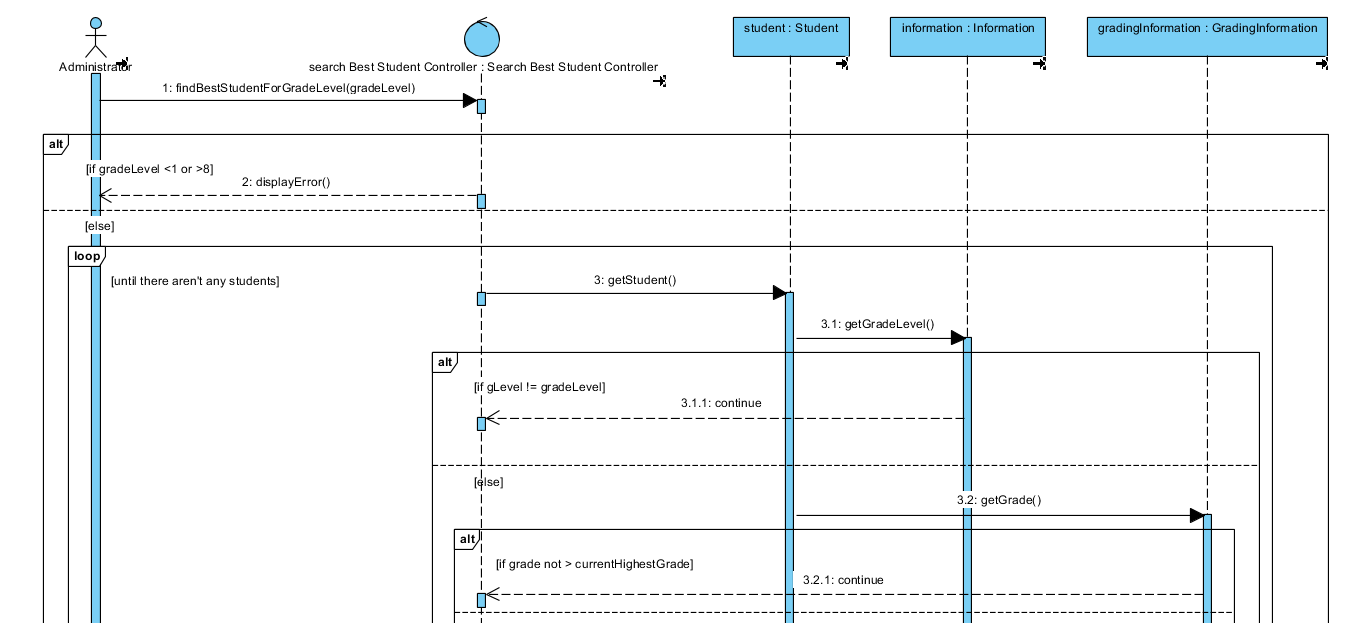 student : Student
information : Information
gradingInformation : GradingInformation
Administrator
search Best Student Controller : Search Best Student Controller
1: findBestStudentForGradeLevel(gradeLevel)
alt
[if gradeLevel <1 or >8]
2: displayError()
[else]
loop
[until there aren't any students]
3: getStudent()
3.1: getGradeLevel()
alt
[if gLevel != gradeLevel]
3.1.1: continue
[else]
3.2: getGrade()
alt
[if grade not > currentHighestGrade]
3.2.1: continue